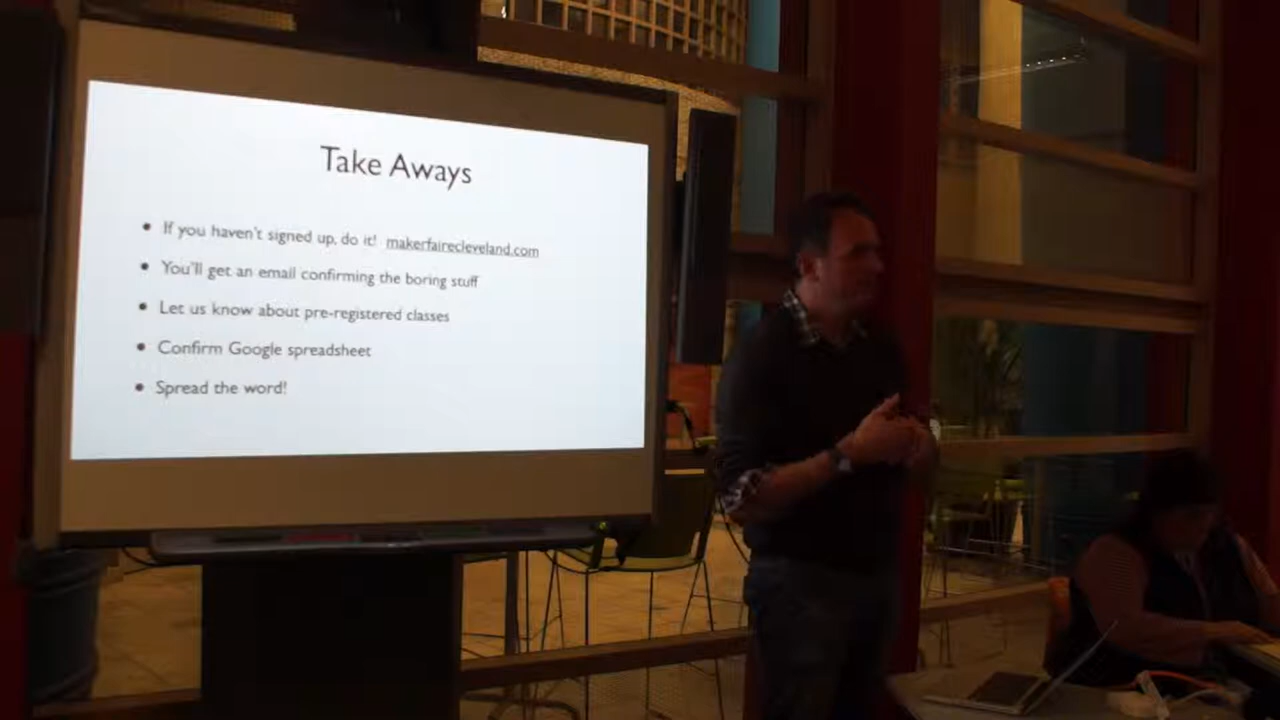 Take Aways
• If you haven't signed up, do it! makerfairecleveland.com
• You'll get an email confirming the boring stuff
• Let us know about pre-registered classes
• Confirm Google spreadsheet
• Spread the word!